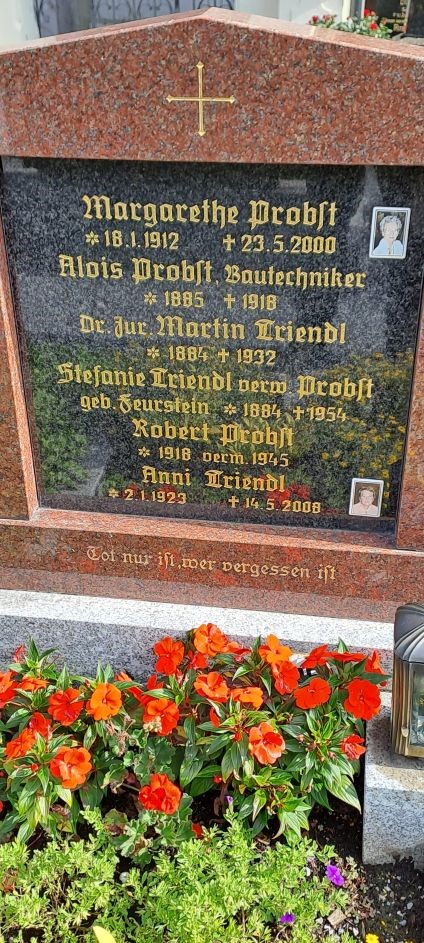 Margarethe Probst
* 18.1.1912 + 23.5.2000
Alois Probst, Bautechniker
* 1885 + 1918
Dr. Jur. Martin Triendl
* 1884 + 1932
Stefanie Triendl verw. Probst
geb. Feurstein * 1884 + 1954
Robert Probst
* 1918 verm. 1945
Anni Triendl
* 2.1.1923 + 14.5.2008
Tot nur ist, wer vergessen ist